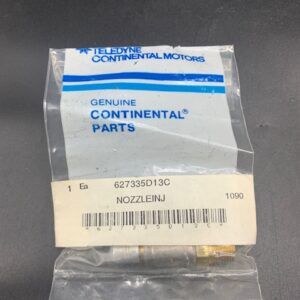 TELEDYNE
CONTINENTAL MOTORS
GENUINE
CONTINENTAL®
PARTS
1 Ea 627335D13C
NOZZLEINJ 1090